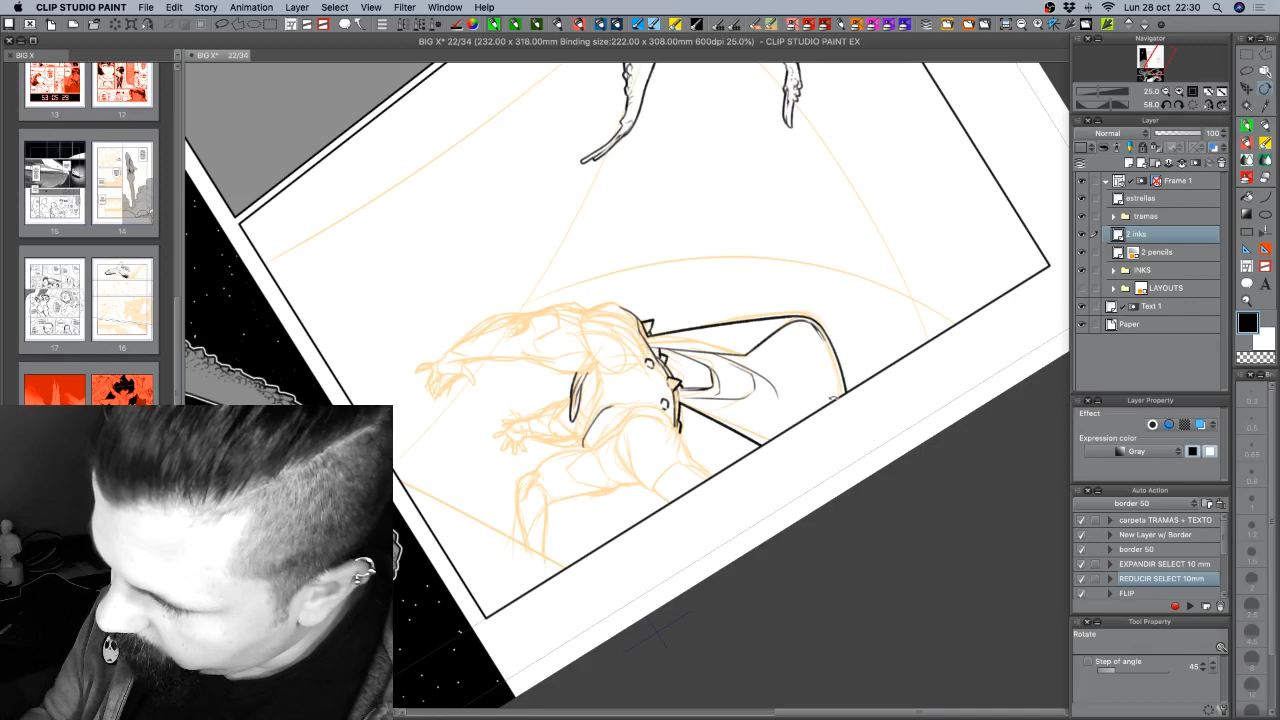 CLIP STUDIO PAINT File Edit Story Animation Layer Select View Filter Window Help
Lun 28 oct 22:30
BIG X* 22/34 (232.00 x 318.00mm Binding size:222.00 x 308.00mm 600dpi 25.0%) - CLIP STUDIO PAINT EX
BIG X
BIG X* 22/34
Navigator
25.0
58.0
Layer
Normal
100
Frame 1
estrellas
tramas
2 inks
2 pencils
INKS
LAYOUTS
Text 1
Paper
13
12
15
14
17
16
Layer Property
Effect
Expression color
Gray
Auto Action
border 50
carpeta TRAMAS + TEXTO
New Layer w/ Border
border 50
EXPANDIR SELECT 10 mm
REDUCIR SELECT 10mm
FLIP
Tool Property
Rotate
Step of angle
45